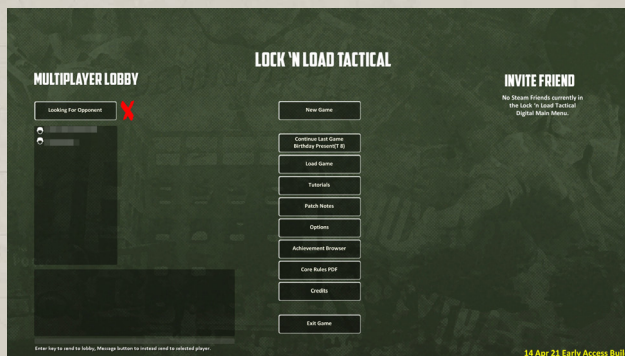 LOCK 'N LOAD TACTICAL
MULTIPLAYER LOBBY
Looking For Opponent
Enter key to send to lobby, Message button to instead send to selected player.
New Game
Continue Last Game
Birthday Present(T 8)
Load Game
Tutorials
Patch Notes
Options
Achievement Browser
Core Rules PDF
Credits
Exit Game
INVITE FRIEND
No Steam Friends currently in
the Lock 'n Load Tactical
Digital Main Menu.
14 Apr 21 Early Access Buil